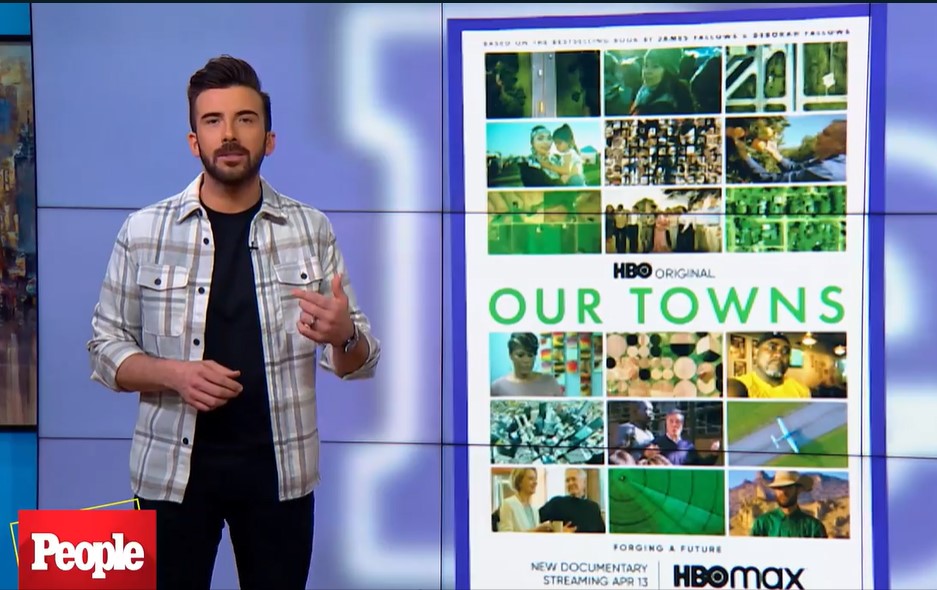 BASED ON THE BESTSELLING BOOK BY JAMES FALLOWS & DEBORAH FALLOWS
HBO ORIGINAL
OUR TOWNS
FORGING A FUTURE
NEW DOCUMENTARY
STREAMING APR 13
HBOmax
People